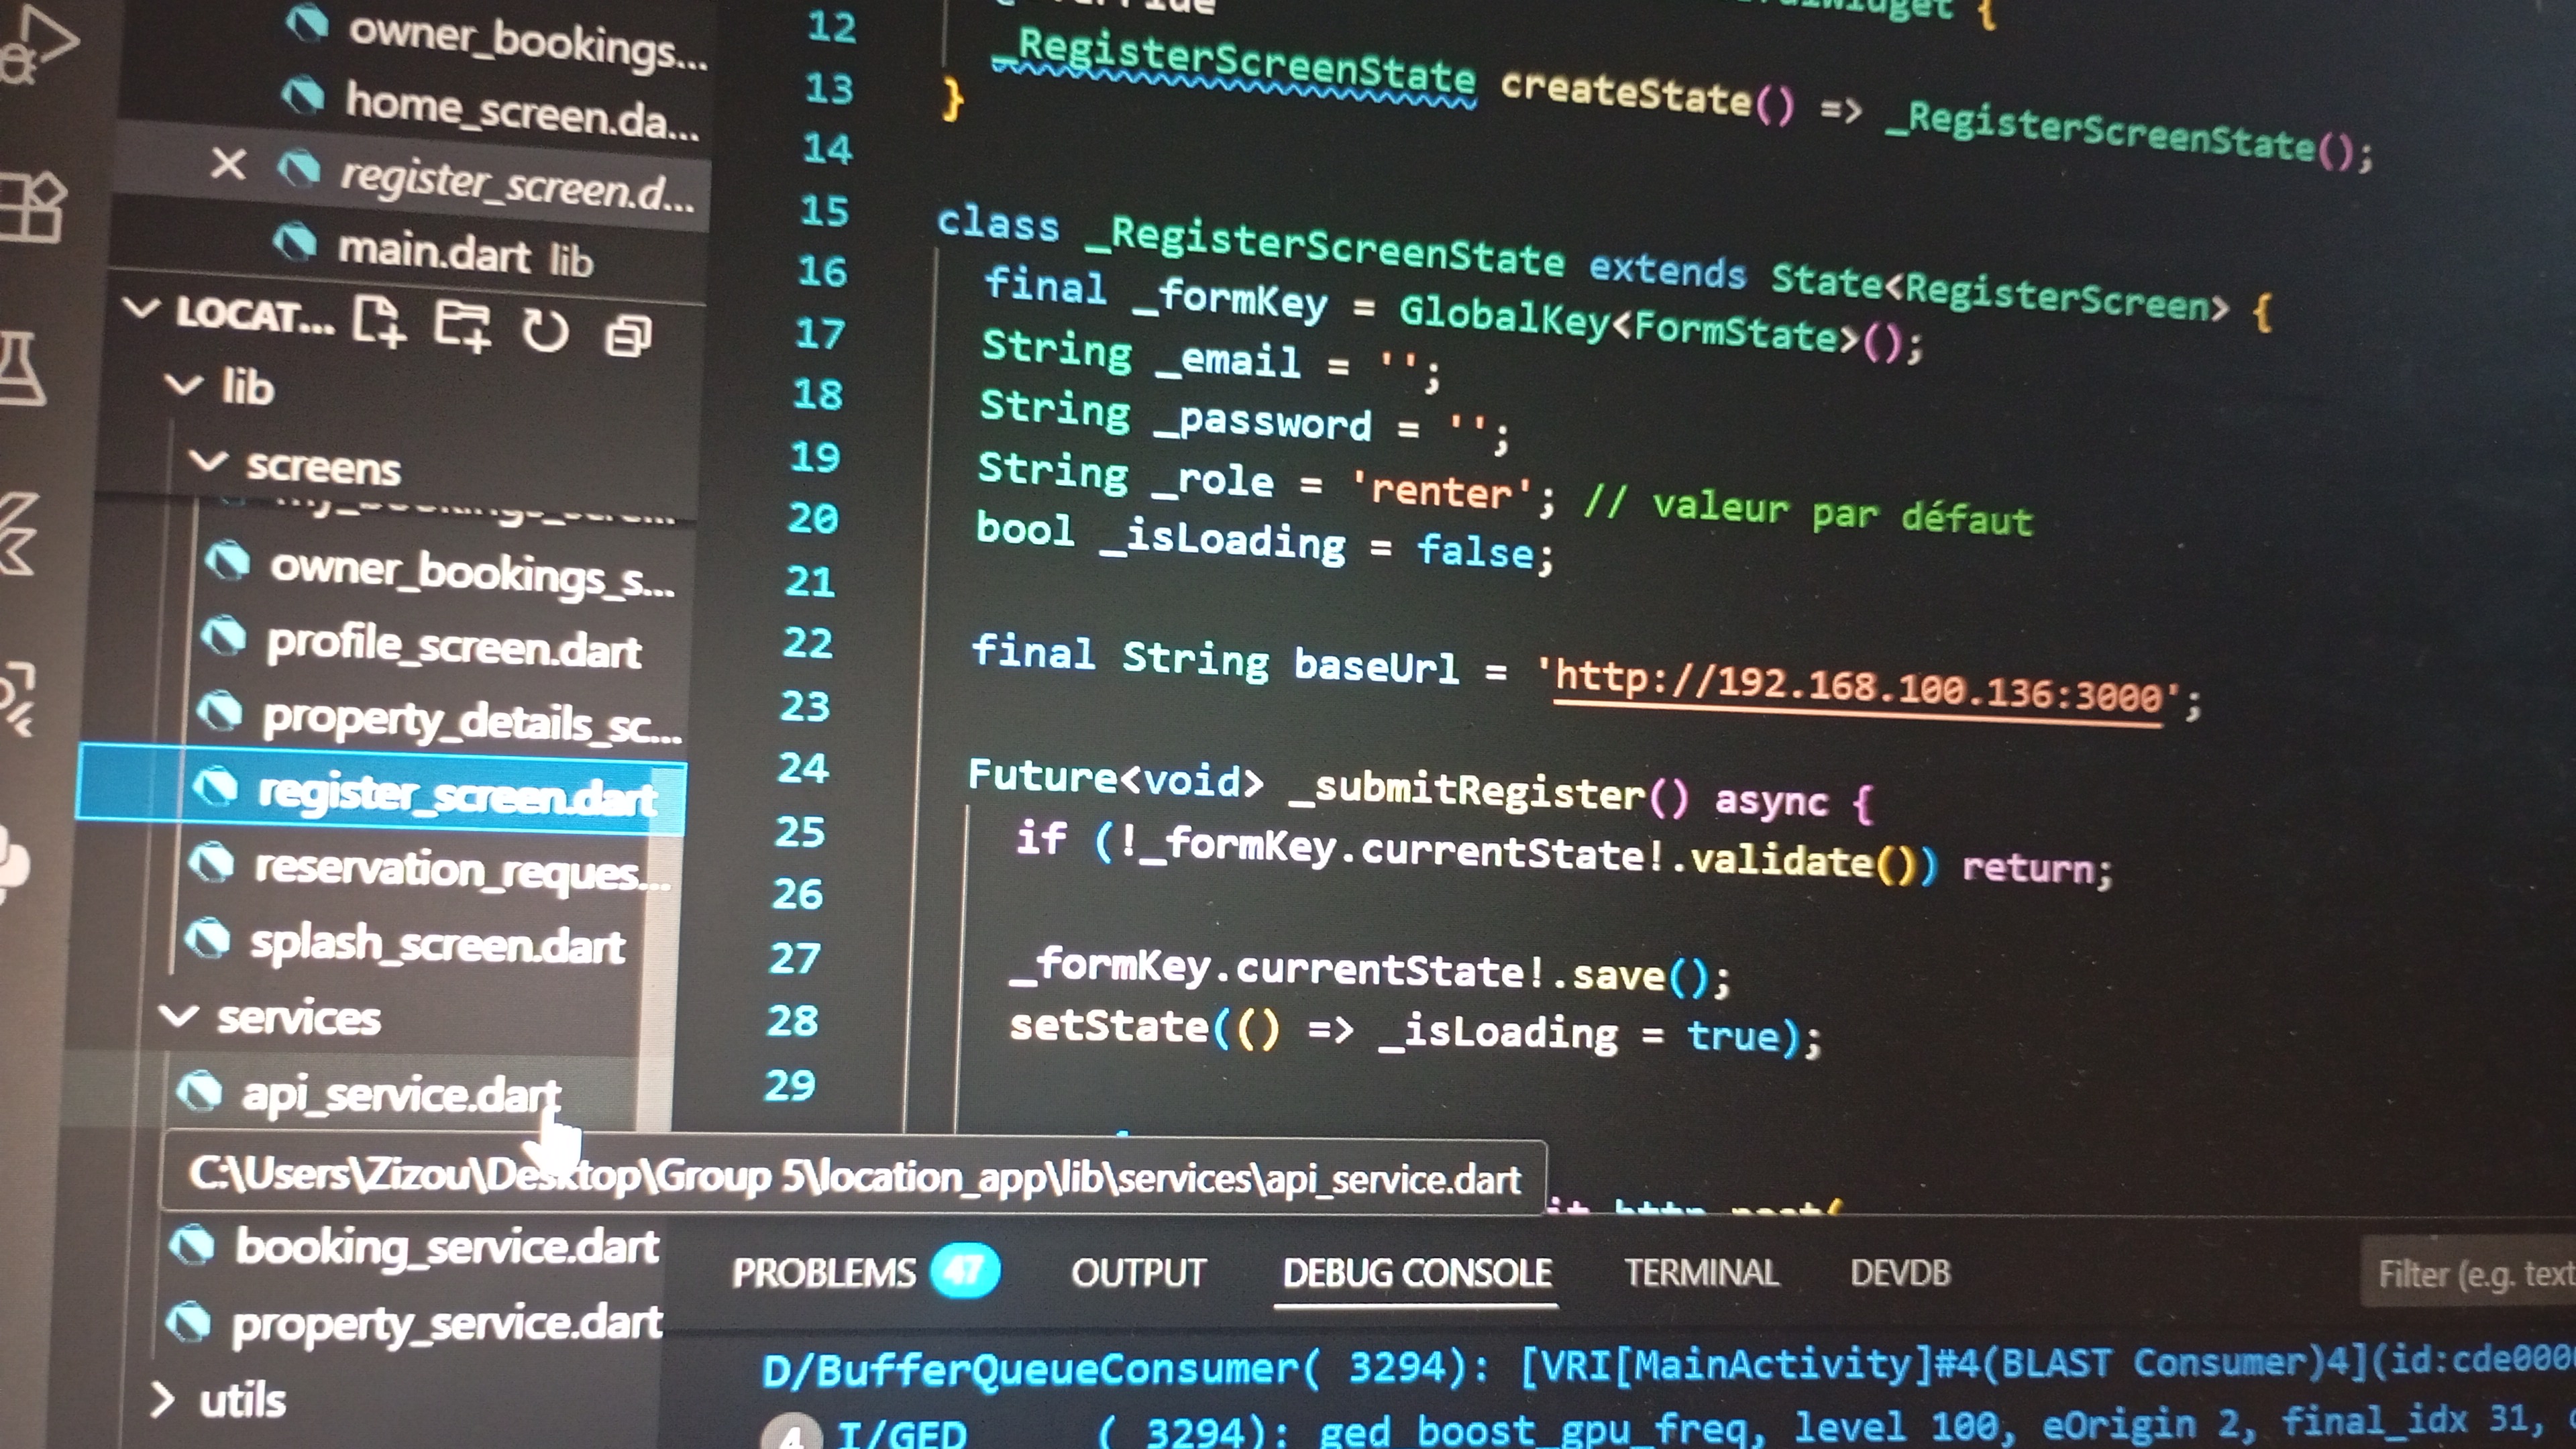 owner_bookings...
home_screen.da...
register_screen.d...
main.dart lib
LOCAT...
lib
screens
owner_bookings_s...
profile_screen.dart
property_details_sc...
register_screen.dart
reservation_reques...
splash_screen.dart
services
api_service.dart
C:\Users\Zizou\Desktop\Group 5\location_app\lib\services\api_service.dart
booking_service.dart
property_service.dart
utils
12 _RegisterScreenState createState() => _RegisterScreenState();
13 }
14
15 class _RegisterScreenState extends State<RegisterScreen> {
16 final _formKey = GlobalKey<FormState>();
17 String _email = '';
18 String _password = '';
19 String _role = 'renter'; // valeur par défaut
20 bool _isLoading = false;
21
22 final String baseUrl = 'http://192.168.100.136:3000';
23
24 Future<void> _submitRegister() async {
25 if (!_formKey.currentState!.validate()) return;
26
27 _formKey.currentState!.save();
28 setState(() => _isLoading = true);
29
PROBLEMS 47 OUTPUT DEBUG CONSOLE TERMINAL DEVDB Filter (e.g. text
D/BufferQueueConsumer( 3294): [VRI[MainActivity]#4(BLAST Consumer)4](id:cde000
4 I/GED ( 3294): ged boost_gpu_freq, level 100, eOrigin 2, final_idx 31,